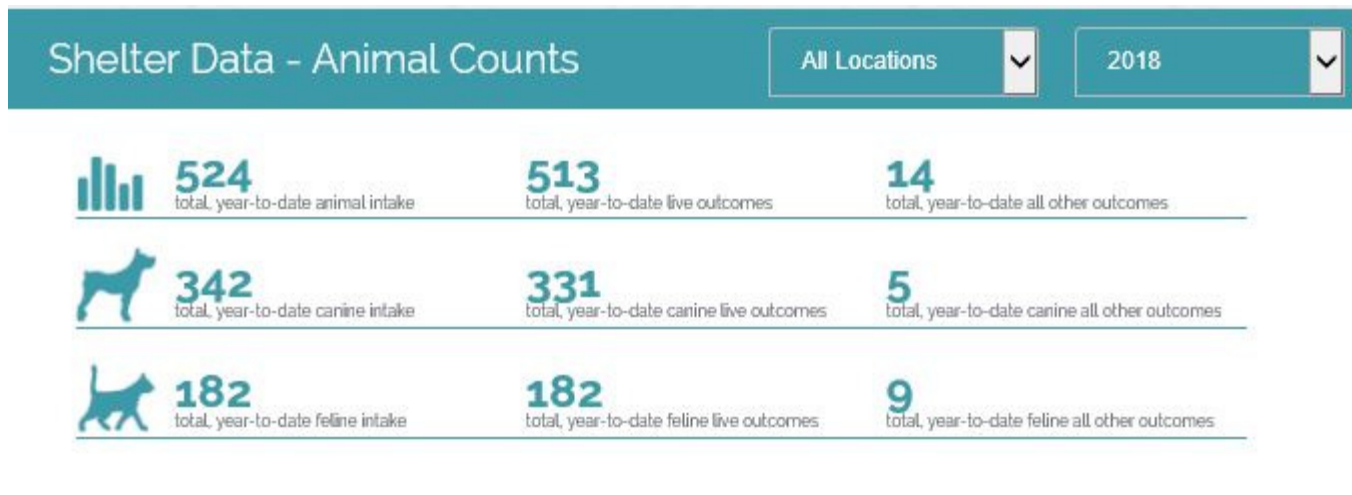 Shelter Data - Animal Counts All Locations 2018
524 513 14
total, year-to-date animal intake total, year-to-date live outcomes total, year-to-date all other outcomes
342 331 5
total, year-to-date canine intake total, year-to-date canine live outcomes total, year-to-date canine all other outcomes
182 182 9
total, year-to-date feline intake total, year-to-date feline live outcomes total, year-to-date feline all other outcomes